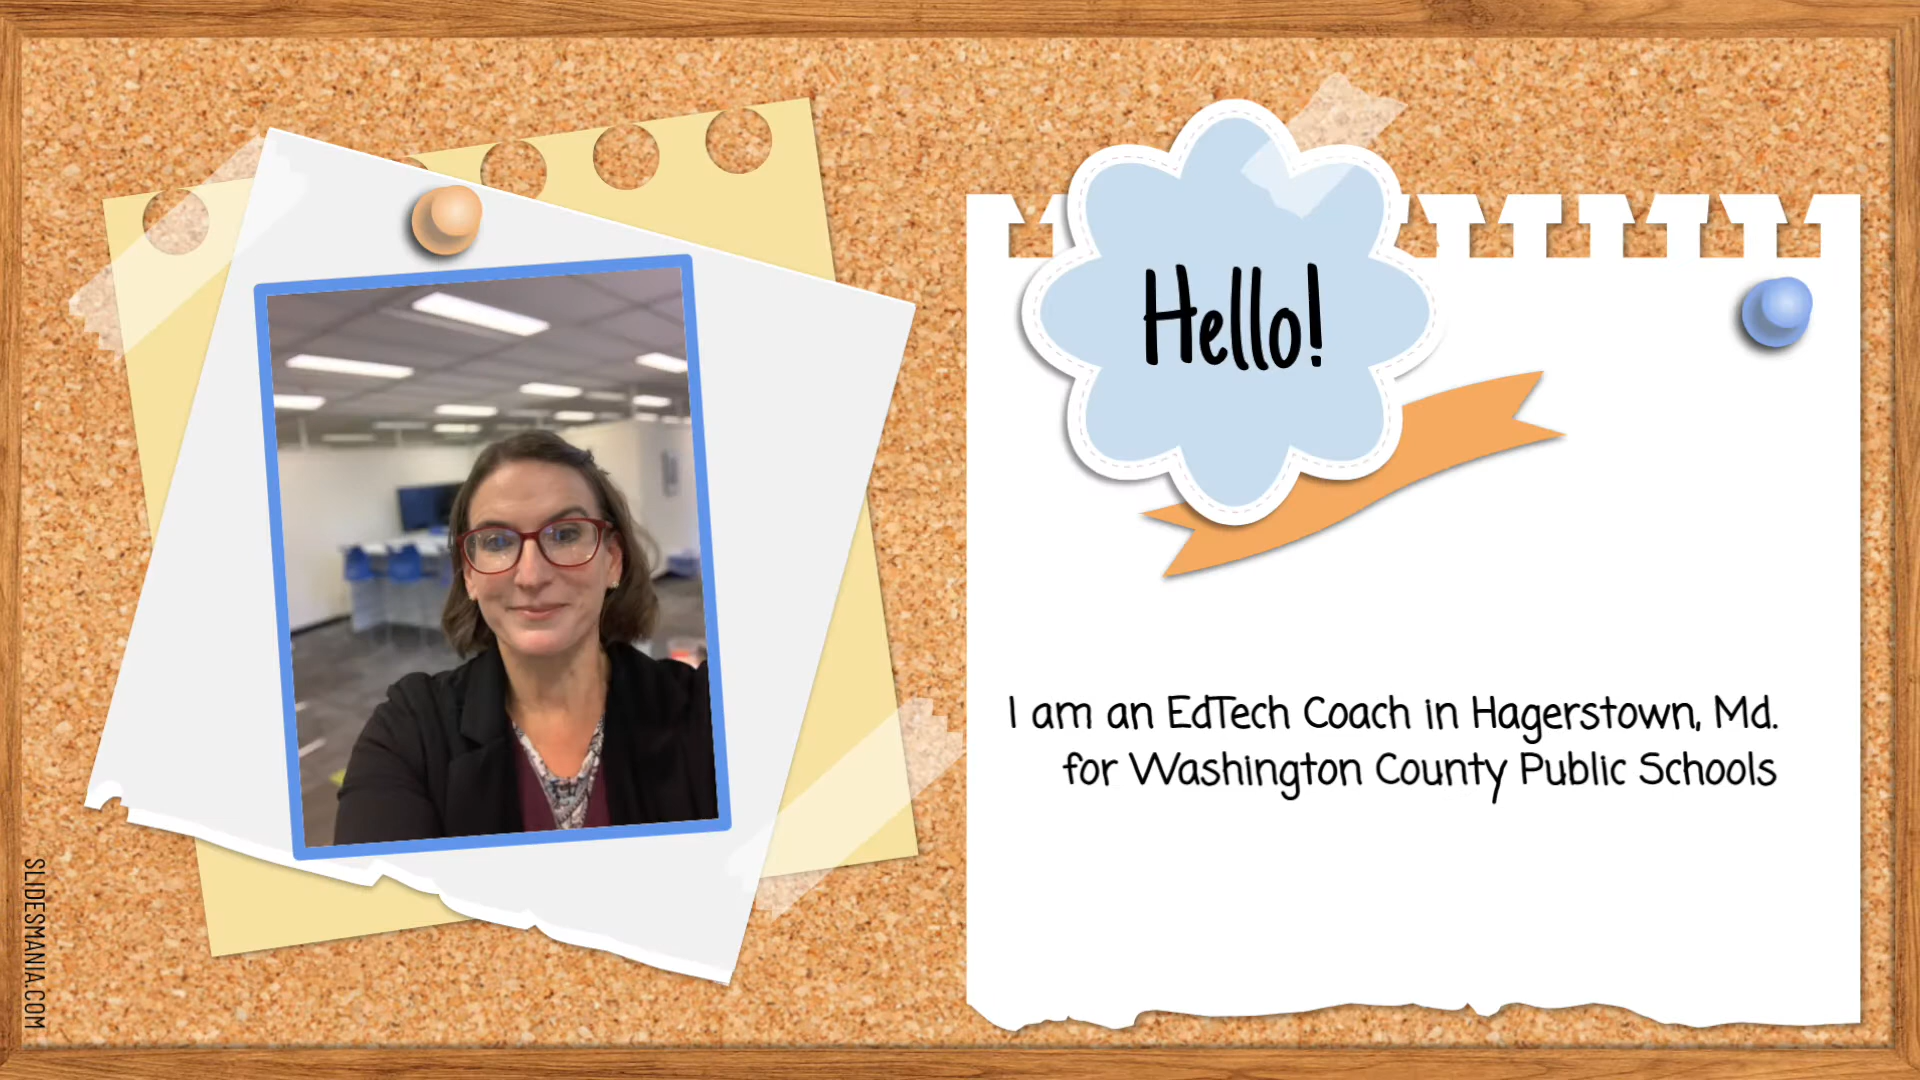 Hello!
I am an EdTech Coach in Hagerstown, Md.
for Washington County Public Schools
SLIDESMANIA.COM